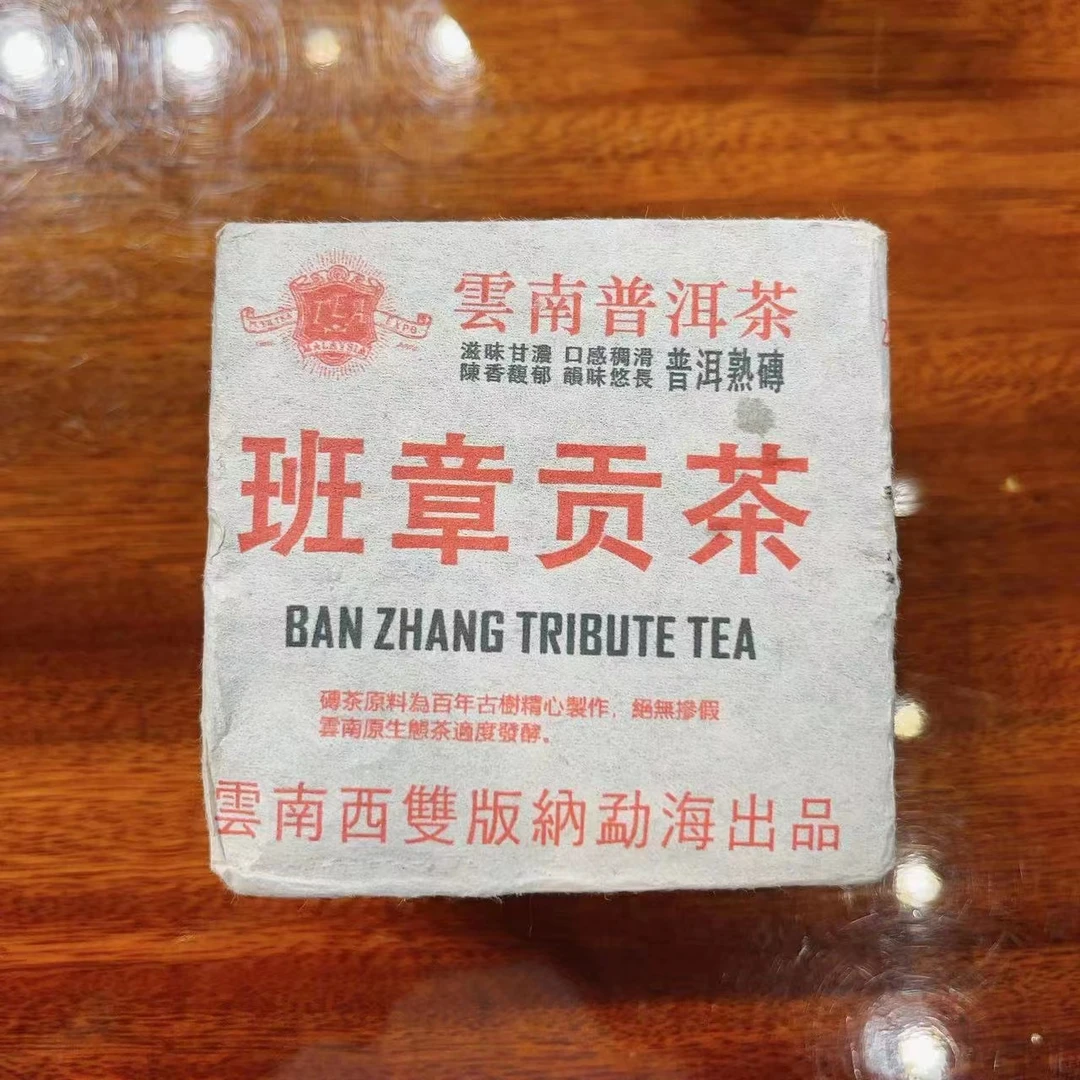 TEA
EXPO
MALAYSIA
雲南普洱茶
滋味甘濃 口感稠滑
陳香馥郁 韻味悠長
普洱熟磚
班章贡茶
BAN ZHANG TRIBUTE TEA
磚茶原料為百年古樹精心製作,絕無摻假
雲南原生態茶適度發酵。
雲南西雙版納勐海出品